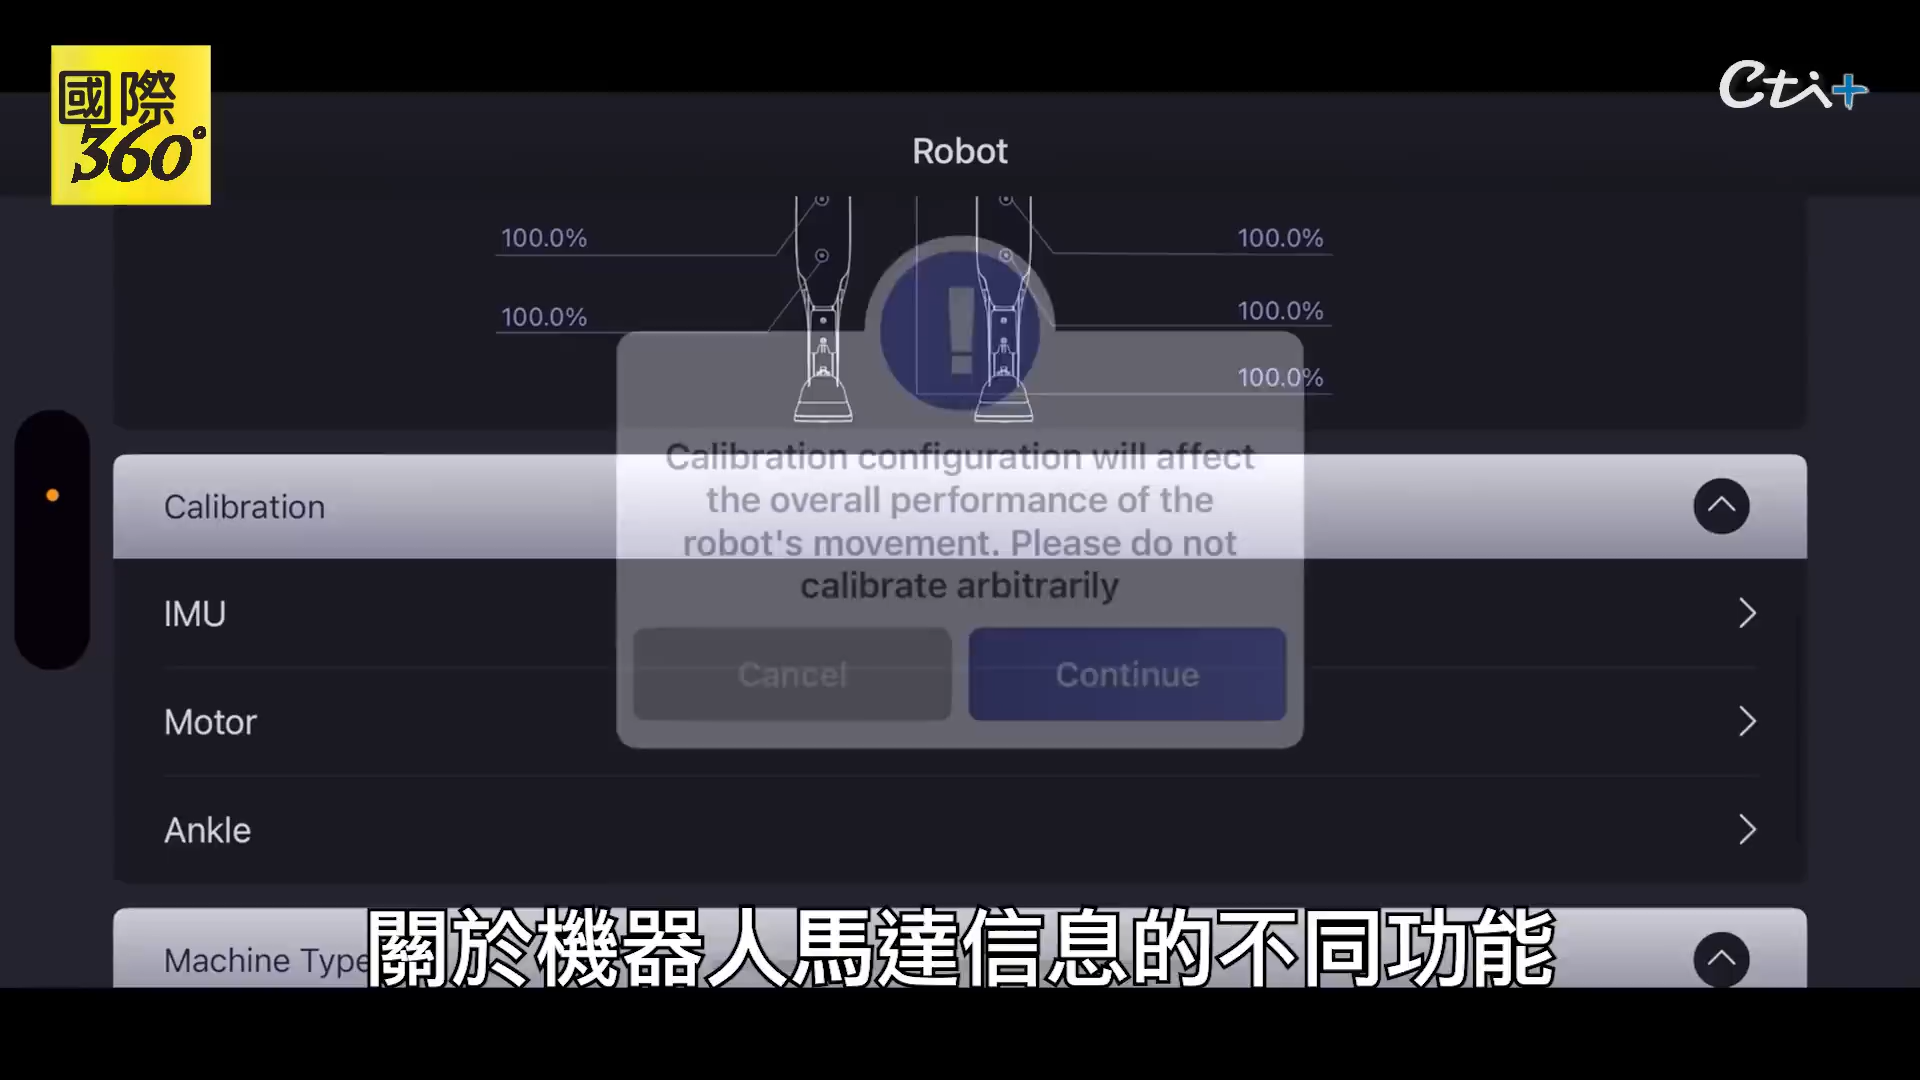 國際
360°
Cti+
Robot
100.0%
100.0%
100.0%
100.0%
100.0%
Calibration configuration will affect
the overall performance of the
robot's movement. Please do not
calibrate arbitrarily
Cancel
Continue
Calibration
IMU
Motor
Ankle
Machine Type
關於機器人馬達信息的不同功能